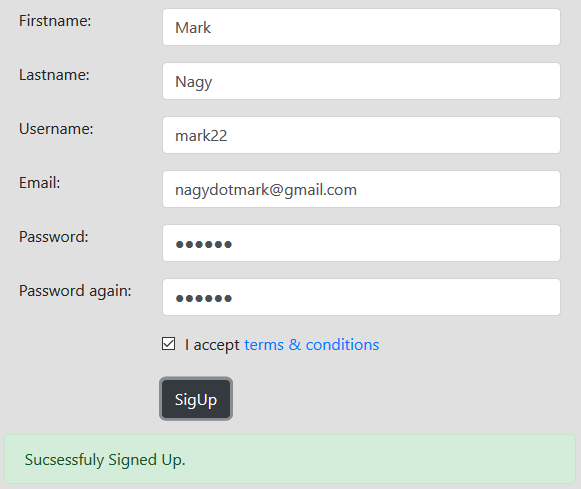 Firstname: Mark
Lastname: Nagy
Username: mark22
Email: nagydotmark@gmail.com
Password: ●●●●●●
Password again: ●●●●●●
I accept terms & conditions
SigUp
Sucsessfuly Signed Up.